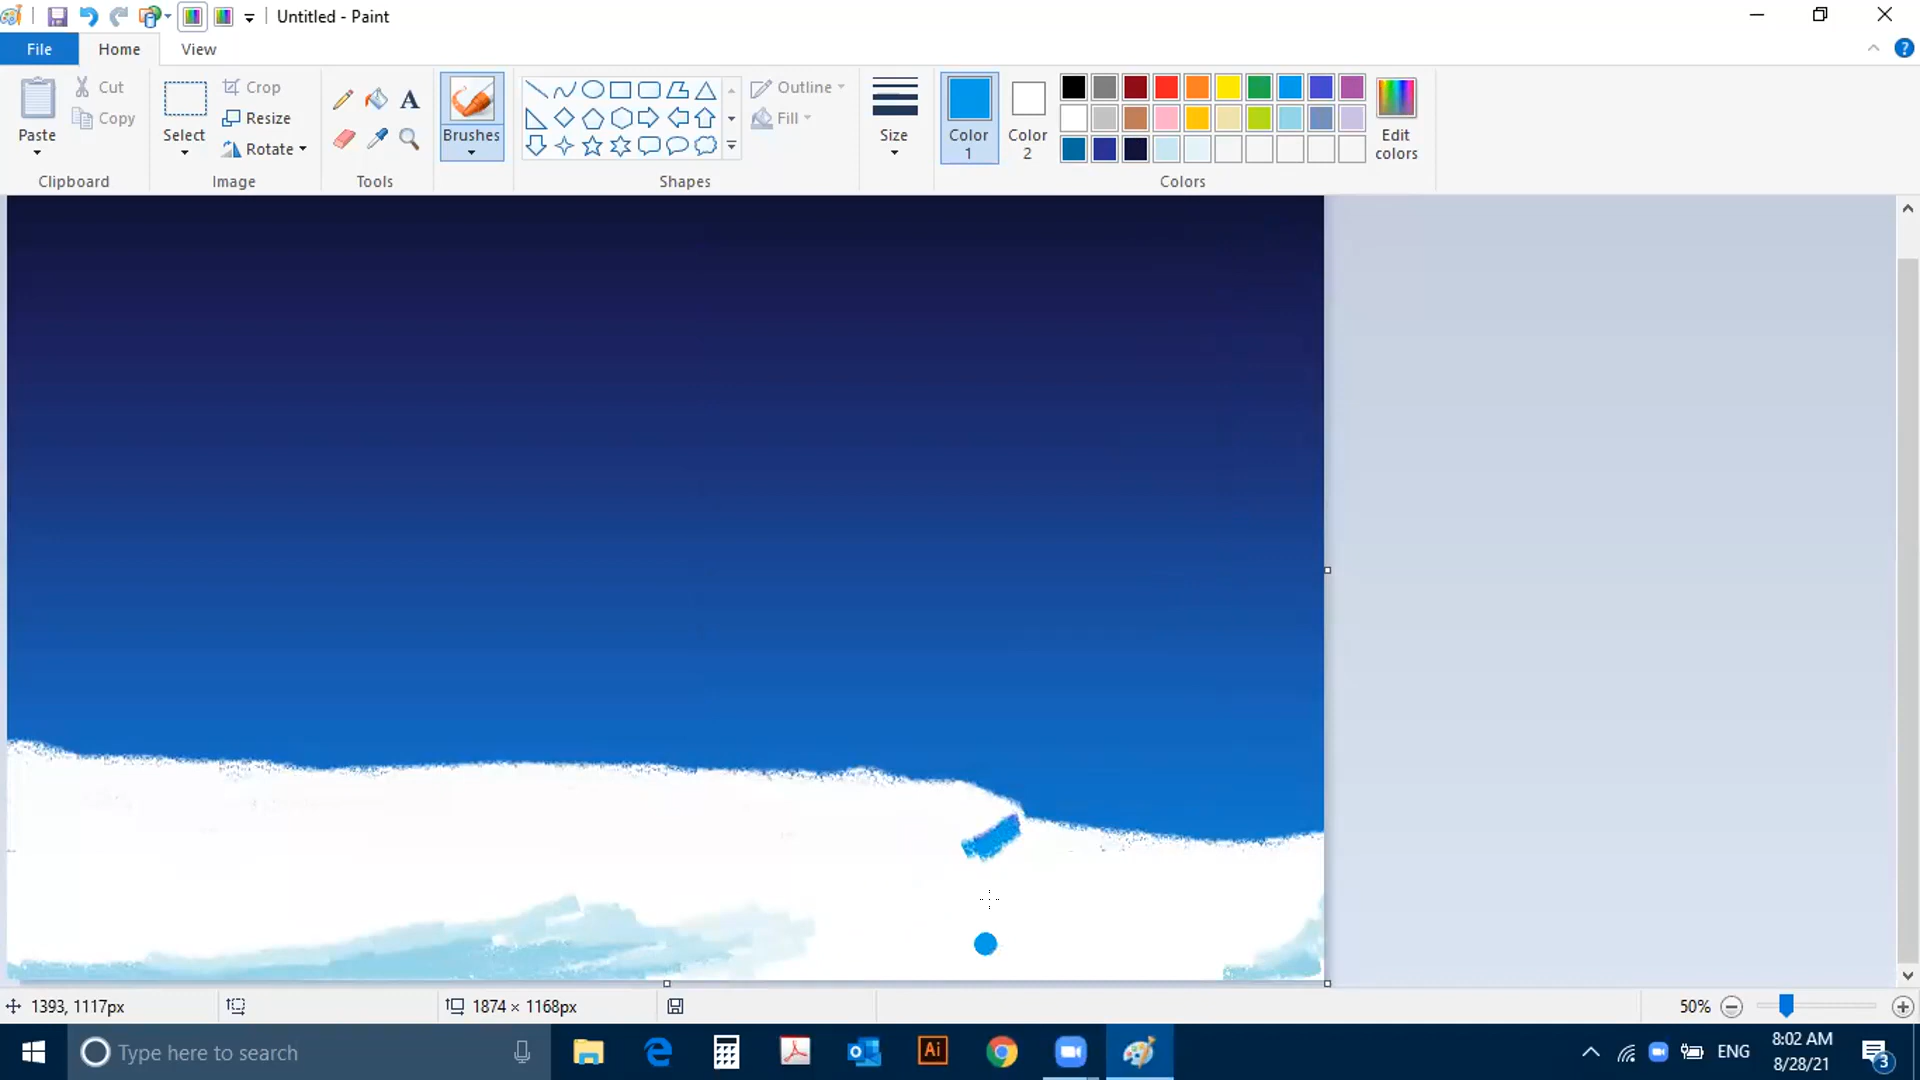 Untitled - Paint
File Home View
Paste
Cut
Copy
Clipboard
Select
Crop
Resize
Rotate
Image
A
Tools
Brushes
Outline
Fill
Shapes
Size
Color 1
Color 2
Edit colors
Colors
1393, 1117px
1874 × 1168px
50%
Type here to search
Ai
ENG
8:02 AM
8/28/21
3